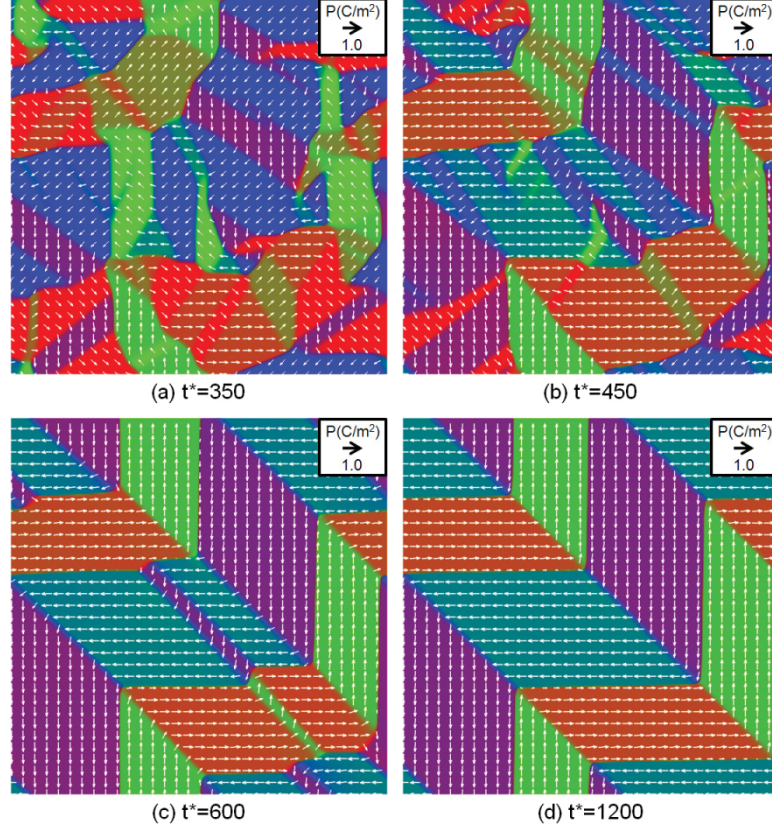 P(C/m²)
1.0
P(C/m²)
1.0
(a) t*=350
(b) t*=450
P(C/m²)
1.0
P(C/m²)
1.0
(c) t*=600
(d) t*=1200